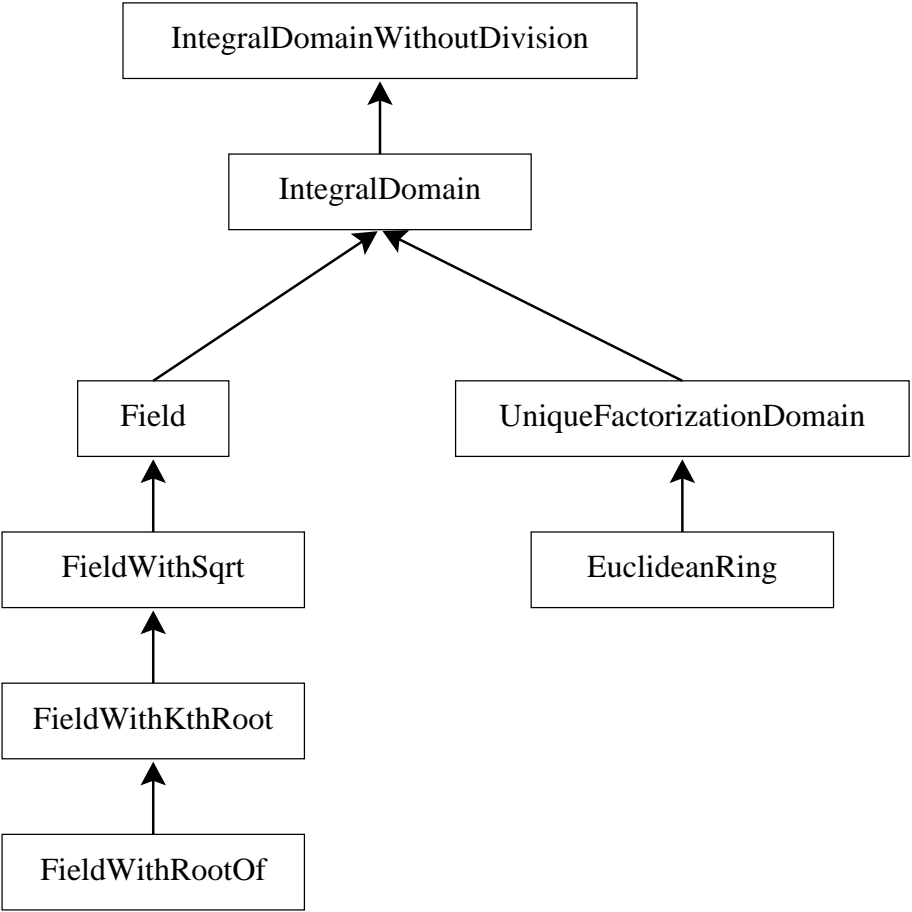 IntegralDomainWithoutDivision
IntegralDomain
Field
UniqueFactorizationDomain
FieldWithSqrt
EuclideanRing
FieldWithKthRoot
FieldWithRootOf